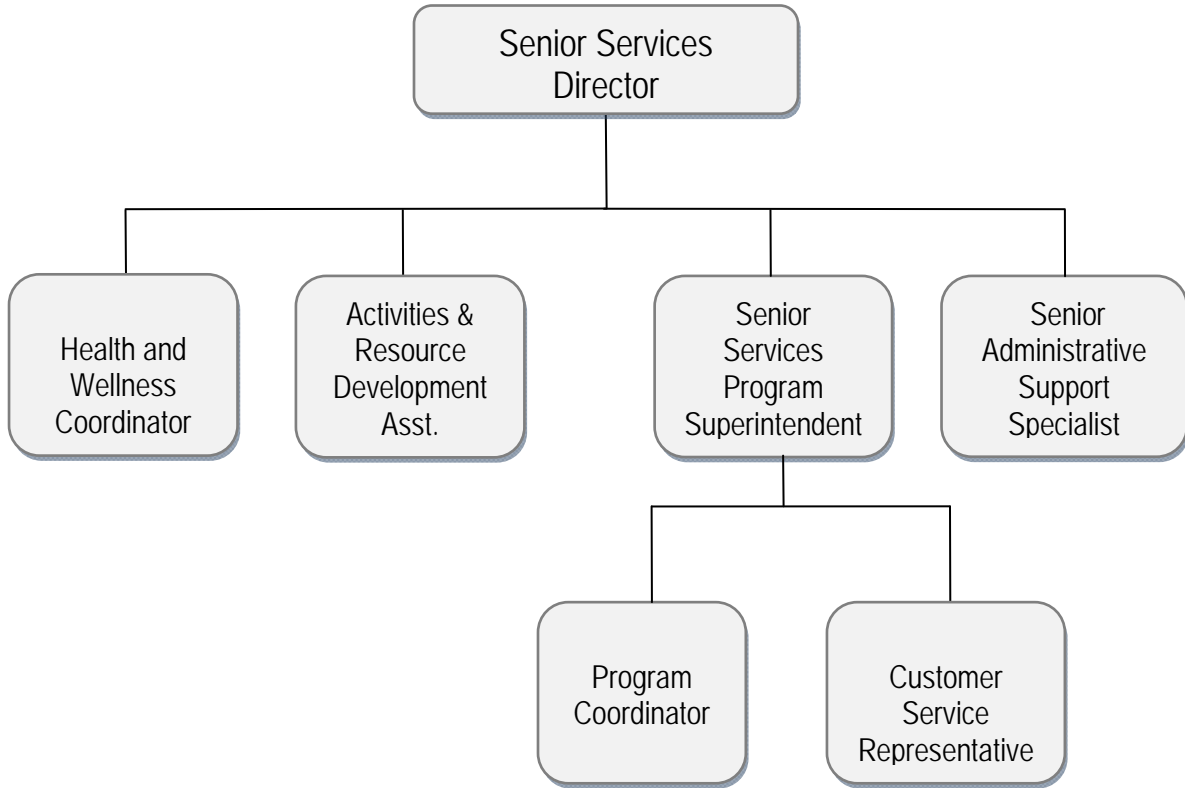 Senior Services
Director
Health and
Wellness
Coordinator
Activities &
Resource
Development
Asst.
Senior
Services
Program
Superintendent
Senior
Administrative
Support
Specialist
Program
Coordinator
Customer
Service
Representative